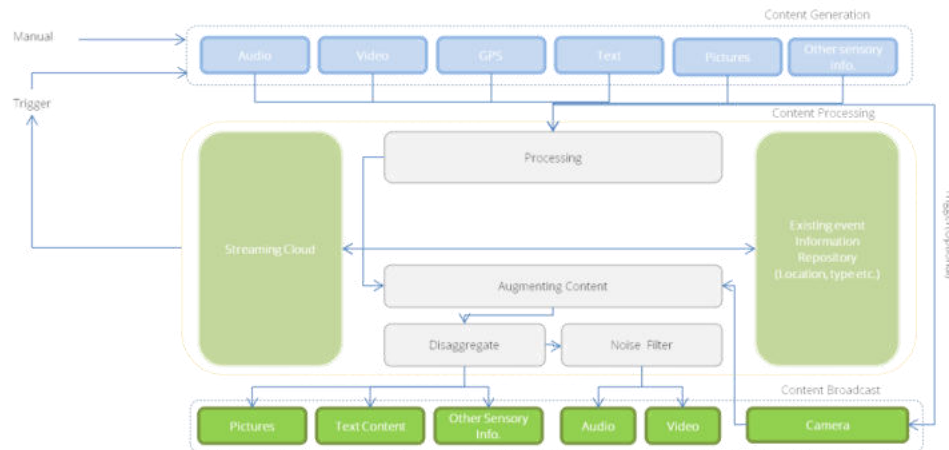 Content Generation
Manual
Audio
Video
GPS
Text
Pictures
Other sensory
info.
Trigger
Content Processing
Processing
Streaming Cloud
Existing event
Information
Repository
(Location, type etc.)
Augmenting Content
Disaggregate
Noise Filter
Content Broadcast
Pictures
Text Content
Other Sensory
Info.
Audio
Video
Camera